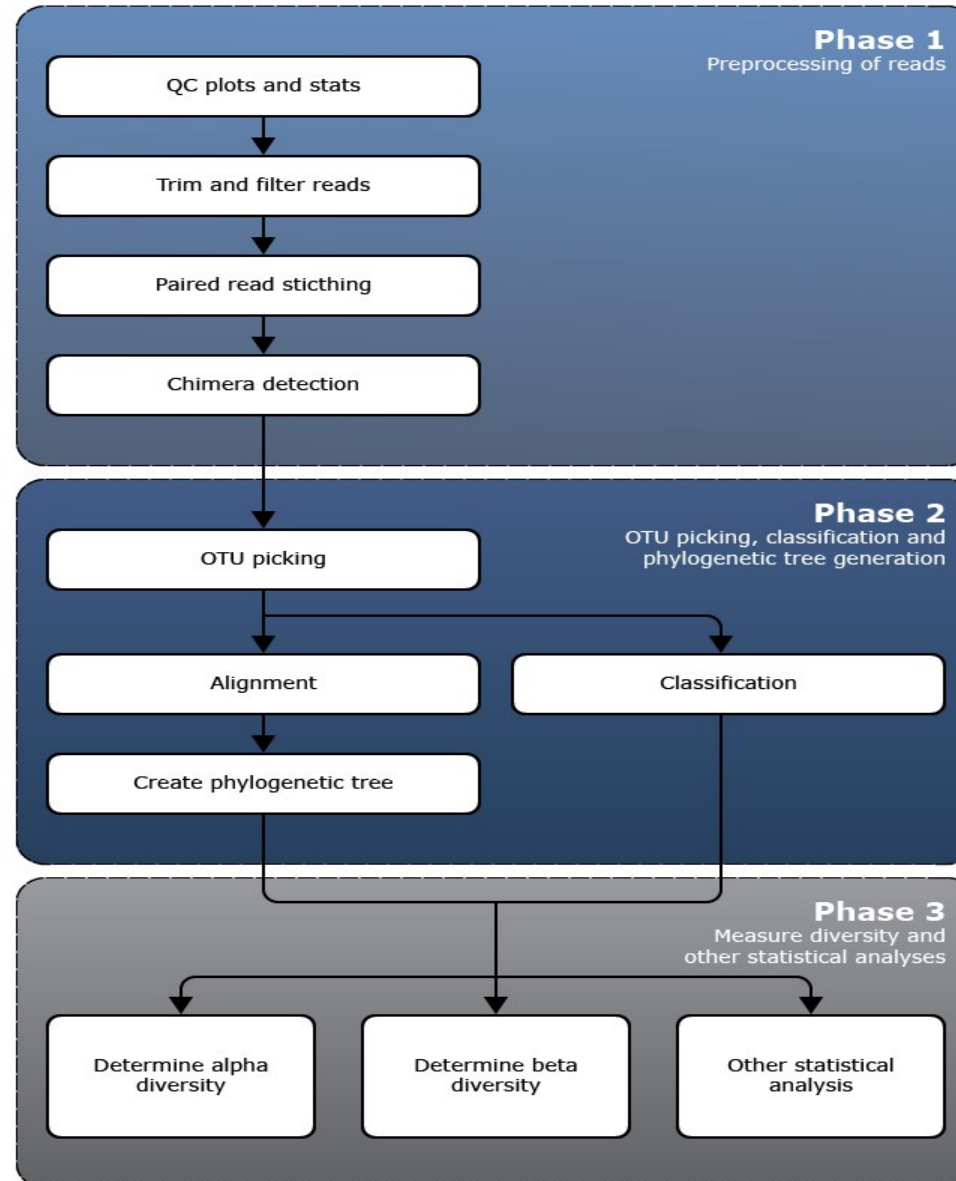 Phase 1
Preprocessing of reads
QC plots and stats
Trim and filter reads
Paired read sticthing
Chimera detection
Phase 2
OTU picking, classification and
phylogenetic tree generation
OTU picking
Alignment
Classification
Create phylogenetic tree
Phase 3
Measure diversity and
other statistical analyses
Determine alpha
diversity
Determine beta
diversity
Other statistical
analysis